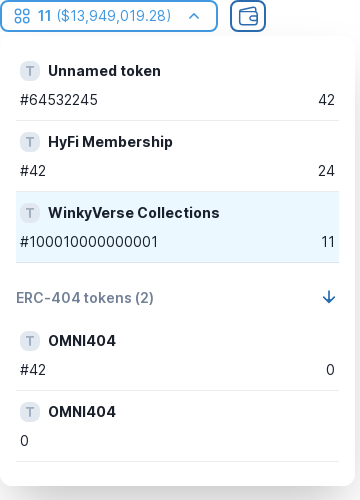 11 ($13,949,019.28)
T Unnamed token
#64532245 42
T HyFi Membership
#42 24
T WinkyVerse Collections
#100010000000001 11
ERC-404 tokens (2)
T OMNI404
#42 0
T OMNI404
0